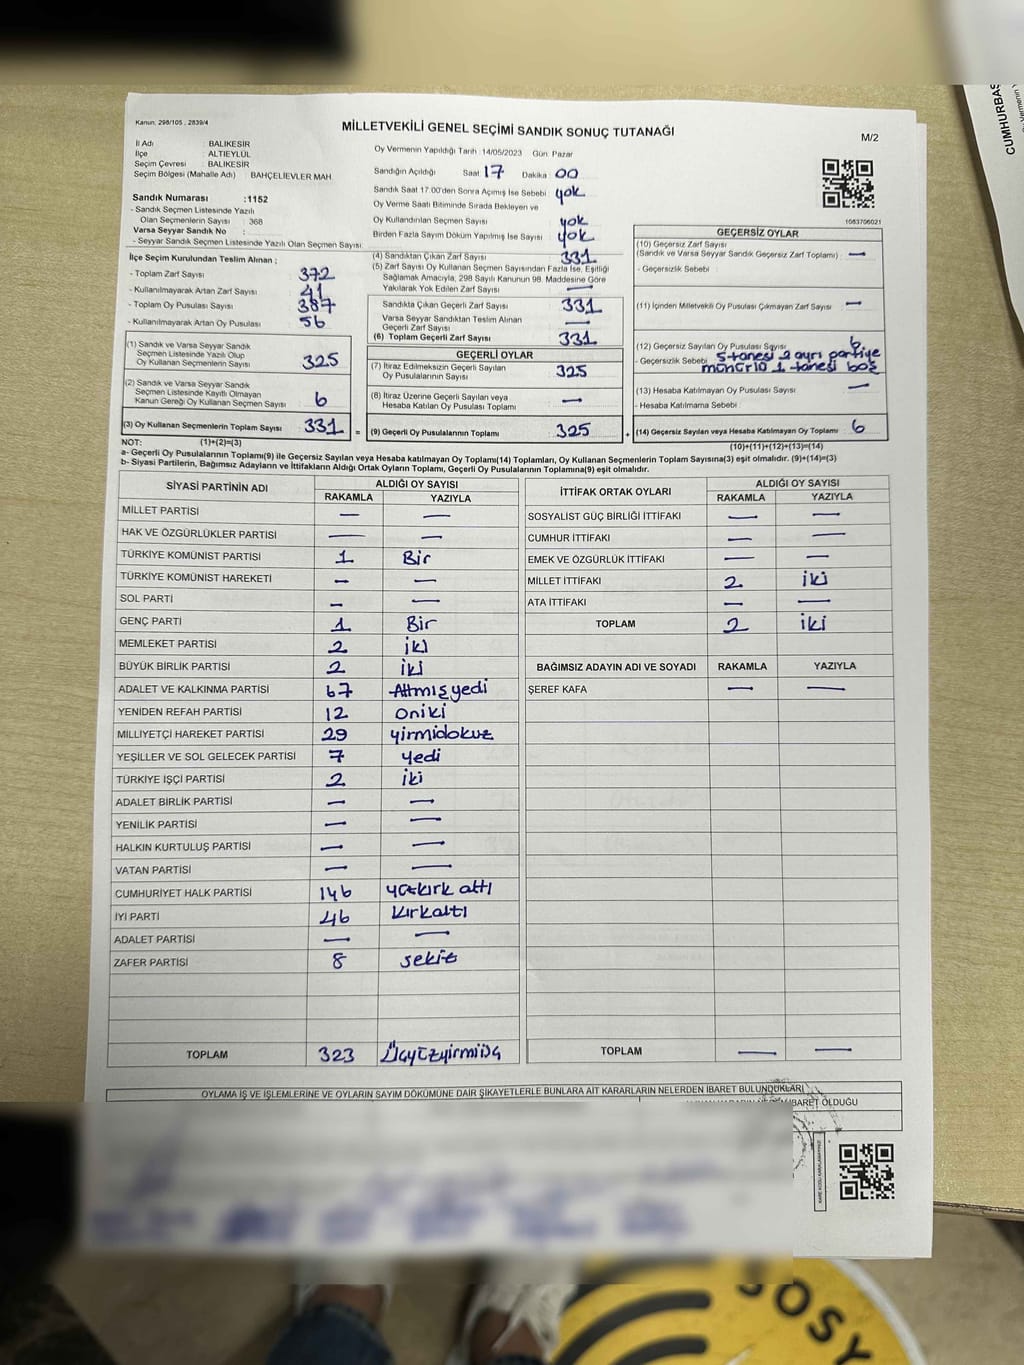 CUMHURBAŞ
Oy Vermenin Y
Kanun: 298/105 , 2839/4
MİLLETVEKİLİ GENEL SEÇİMİ SANDIK SONUÇ TUTANAĞI
M/2
İl Adı : BALIKESİR
İlçe : ALTIEYLÜL
Seçim Çevresi : BALIKESİR
Seçim Bölgesi (Mahalle Adı) : BAHÇELİEVLER MAH.
Oy Vermenin Yapıldığı Tarih :14/05/2023 Gün: Pazar
Sandığın Açıldığı Saat 17 Dakika 00
Sandık Saat 17.00'den Sonra Açımış İse Sebebi : yok
Oy Verme Saati Bitiminde Sırada Bekleyen ve
Oy Kullandırılan Seçmen Sayısı : yok
Birden Fazla Sayım Döküm Yapılmış İse Sayısı : yok
1083706021
Sandık Numarası :1152
- Sandık Seçmen Listesinde Yazılı
Olan Seçmenlerin Sayısı : 368
Varsa Seyyar Sandık No :
- Seyyar Sandık Seçmen Listesinde Yazılı Olan Seçmen Sayısı:
İlçe Seçim Kurulundan Teslim Alınan ;
- Toplam Zarf Sayısı : 372
- Kullanılmayarak Artan Zarf Sayısı : 41
- Toplam Oy Pusulası Sayısı : 387
- Kullanılmayarak Artan Oy Pusulası : 56
(1) Sandık ve Varsa Seyyar Sandık
Seçmen Listesinde Yazılı Olup
Oy Kullanan Seçmenlerin Sayısı : 325
(2) Sandık ve Varsa Seyyar Sandık
Seçmen Listesinde Kayıtlı Olmayan
Kanun Gereği Oy Kullanan Seçmen Sayısı : 6
(3) Oy Kullanan Seçmenlerin Toplam Sayısı : 331
(4) Sandıktan Çıkan Zarf Sayısı : 331
(5) Zarf Sayısı Oy Kullanan Seçmen Sayısından Fazla İse, Eşitliği
Sağlamak Amacıyla, 298 Sayılı Kanunun 98. Maddesine Göre
Yakılarak Yok Edilen Zarf Sayısı : —
Sandıkta Çıkan Geçerli Zarf Sayısı : 331
Varsa Seyyar Sandıktan Teslim Alınan
Geçerli Zarf Sayısı : —
(6) Toplam Geçerli Zarf Sayısı : 331
GEÇERLİ OYLAR
(7) İtiraz Edilmeksizin Geçerli Sayılan
Oy Pusulalarının Sayısı : 325
(8) İtiraz Üzerine Geçerli Sayılan veya
Hesaba Katılan Oy Pusulası Toplamı : —
= (9) Geçerli Oy Pusulalarının Toplamı : 325
GEÇERSİZ OYLAR
(10) Geçersiz Zarf Sayısı
(Sandık ve Varsa Seyyar Sandık Geçersiz Zarf Toplamı) : —
- Geçersizlik Sebebi :
(11) İçinden Milletvekili Oy Pusulası Çıkmayan Zarf Sayısı : —
(12) Geçersiz Sayılan Oy Pusulası Sayısı : 6
- Geçersizlik Sebebi : 5 tanesi 2 ayrı partiye
mühürlü 1 tanesi boş
(13) Hesaba Katılmayan Oy Pusulası Sayısı : —
- Hesaba Katılmama Sebebi :
+ (14) Geçersiz Sayılan veya Hesaba Katılmayan Oy Toplamı : 6
NOT: (1)+(2)=(3)
(10)+(11)+(12)+(13)=(14)
a- Geçerli Oy Pusulalarının Toplamı(9) ile Geçersiz Sayılan veya Hesaba Katılmayan Oy Toplamı(14) Toplamları, Oy Kullanan Seçmenlerin Toplam Sayısına(3) eşit olmalıdır. (9)+(14)=(3)
b- Siyasi Partilerin, Bağımsız Adayların ve İttifakların Aldığı Ortak Oyların Toplamı, Geçerli Oy Pusulalarının Toplamına(9) eşit olmalıdır.
SİYASİ PARTİNİN ADI ALDIĞI OY SAYISI
RAKAMLA YAZIYLA
MİLLET PARTİSİ — —
HAK VE ÖZGÜRLÜKLER PARTİSİ — —
TÜRKİYE KOMÜNİST PARTİSİ 1 Bir
TÜRKİYE KOMÜNİST HAREKETİ — —
SOL PARTİ — —
GENÇ PARTİ 1 Bir
MEMLEKET PARTİSİ 2 iki
BÜYÜK BİRLİK PARTİSİ 2 iki
ADALET VE KALKINMA PARTİSİ 67 Altmışyedi
YENİDEN REFAH PARTİSİ 12 oniki
MİLLİYETÇİ HAREKET PARTİSİ 29 yirmidokuz
YEŞİLLER VE SOL GELECEK PARTİSİ 7 yedi
TÜRKİYE İŞÇİ PARTİSİ 2 iki
ADALET BİRLİK PARTİSİ — —
YENİLİK PARTİSİ — —
HALKIN KURTULUŞ PARTİSİ — —
VATAN PARTİSİ — —
CUMHURİYET HALK PARTİSİ 146 yüzkırk altı
İYİ PARTİ 46 kırkaltı
ADALET PARTİSİ — —
ZAFER PARTİSİ 8 sekiz
TOPLAM 323 Üçyüzyirmiüç
İTTİFAK ORTAK OYLARI ALDIĞI OY SAYISI
RAKAMLA YAZIYLA
SOSYALİST GÜÇ BİRLİĞİ İTTİFAKI — —
CUMHUR İTTİFAKI — —
EMEK VE ÖZGÜRLÜK İTTİFAKI — —
MİLLET İTTİFAKI 2 iki
ATA İTTİFAKI — —
TOPLAM 2 iki
BAĞIMSIZ ADAYIN ADI VE SOYADI RAKAMLA YAZIYLA
ŞEREF KAFA — —
TOPLAM — —
OYLAMA İŞ VE İŞLEMLERİNE VE OYLARIN SAYIM DÖKÜMÜNE DAİR ŞİKAYETLERLE BUNLARA AİT KARARLARIN NELERDEN İBARET BULUNDUKLARI
İBARET OLDUĞU
SOSY